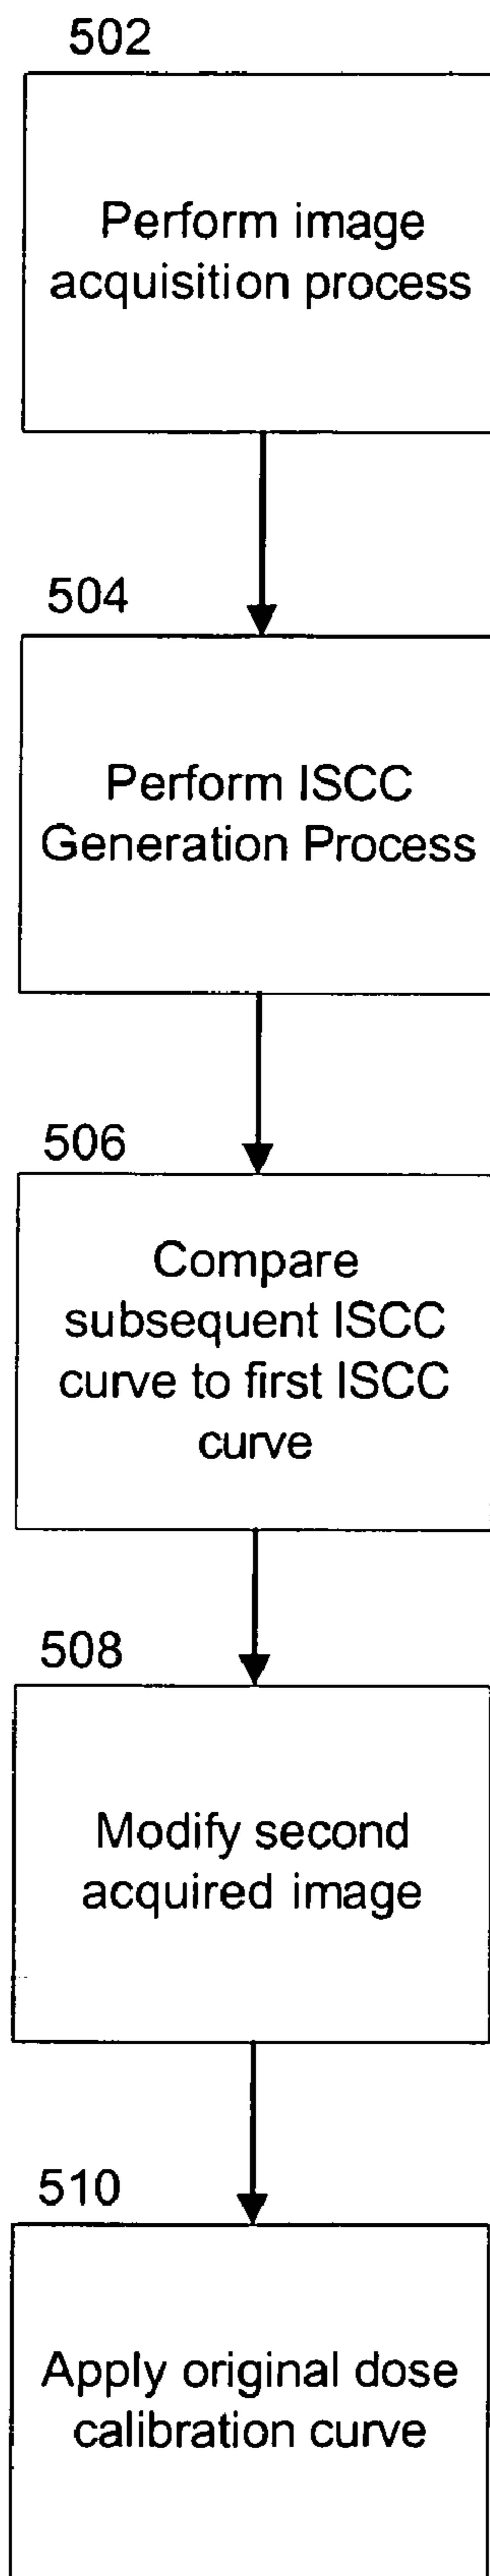 502
Perform image
acquisition process
504
Perform ISCC
Generation Process
506
Compare
subsequent ISCC
curve to first ISCC
curve
508
Modify second
acquired image
510
Apply original dose
calibration curve